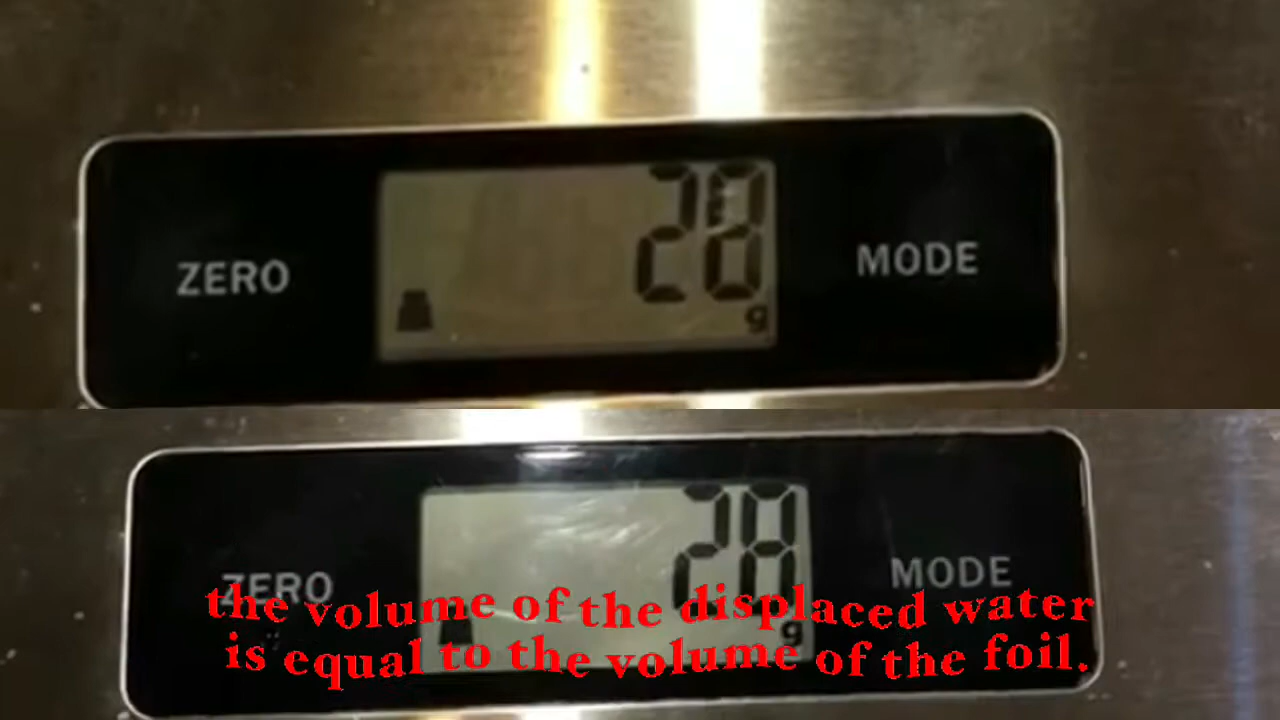 ZERO
28 g
MODE
ZERO
28 g
MODE
the volume of the displaced water
is equal to the volume of the foil.